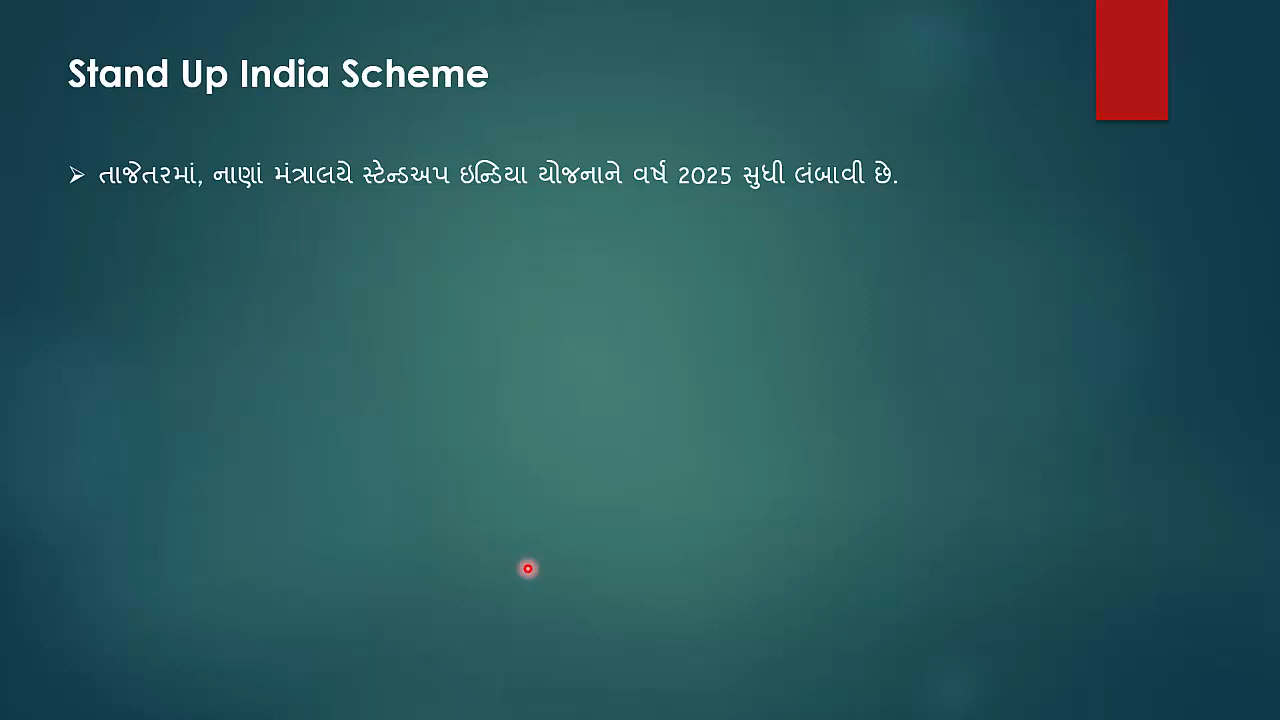 Stand Up India Scheme
➢ તાજેતરમાં, નાણાં મંત્રાલયે સ્ટેન્ડઅપ ઇન્ડિયા યોજનાને વર્ષ 2025 સુધી લંબાવી છે.